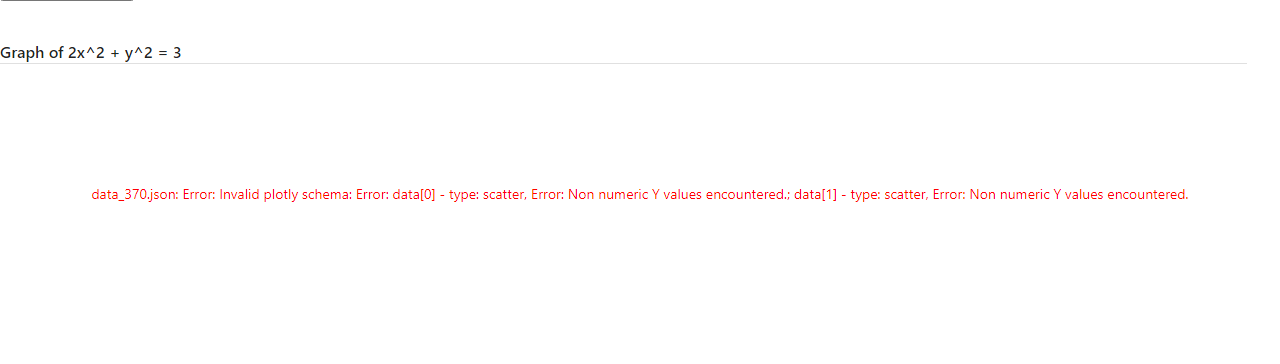 Graph of 2x^2 + y^2 = 3
data_370.json: Error: Invalid plotly schema: Error: data[0] - type: scatter, Error: Non numeric Y values encountered.; data[1] - type: scatter, Error: Non numeric Y values encountered.